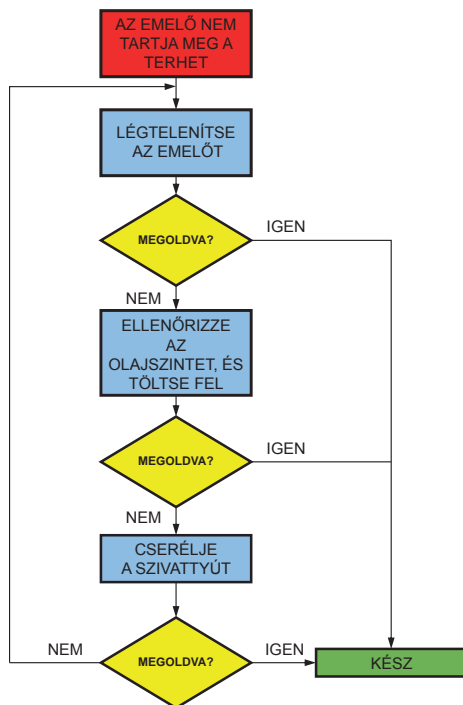 AZ EMELŐ NEM
TARTJA MEG A
TERHET
LÉGTELENÍTSE
AZ EMELŐT
MEGOLDVA?
IGEN
NEM
ELLENŐRIZZE
AZ
OLAJSZINTET, ÉS
TÖLTSE FEL
MEGOLDVA?
IGEN
NEM
CSERÉLJE
A SZIVATTYÚT
NEM
MEGOLDVA?
IGEN
KÉSZ